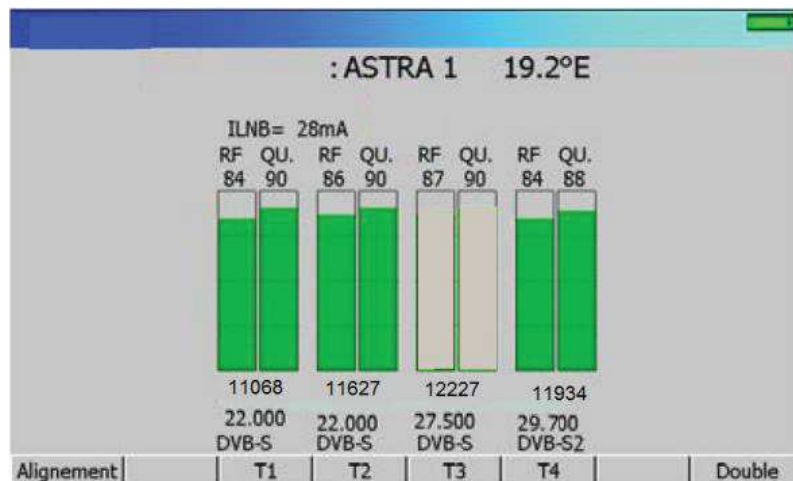 : ASTRA 1 19.2°E
ILNB= 28mA
RF QU. RF QU. RF QU. RF QU.
84 90 86 90 87 90 84 88
11068 11627 12227 11934
22.000 22.000 27.500 29.700
DVB-S DVB-S DVB-S DVB-S2
Alignement T1 T2 T3 T4 Double